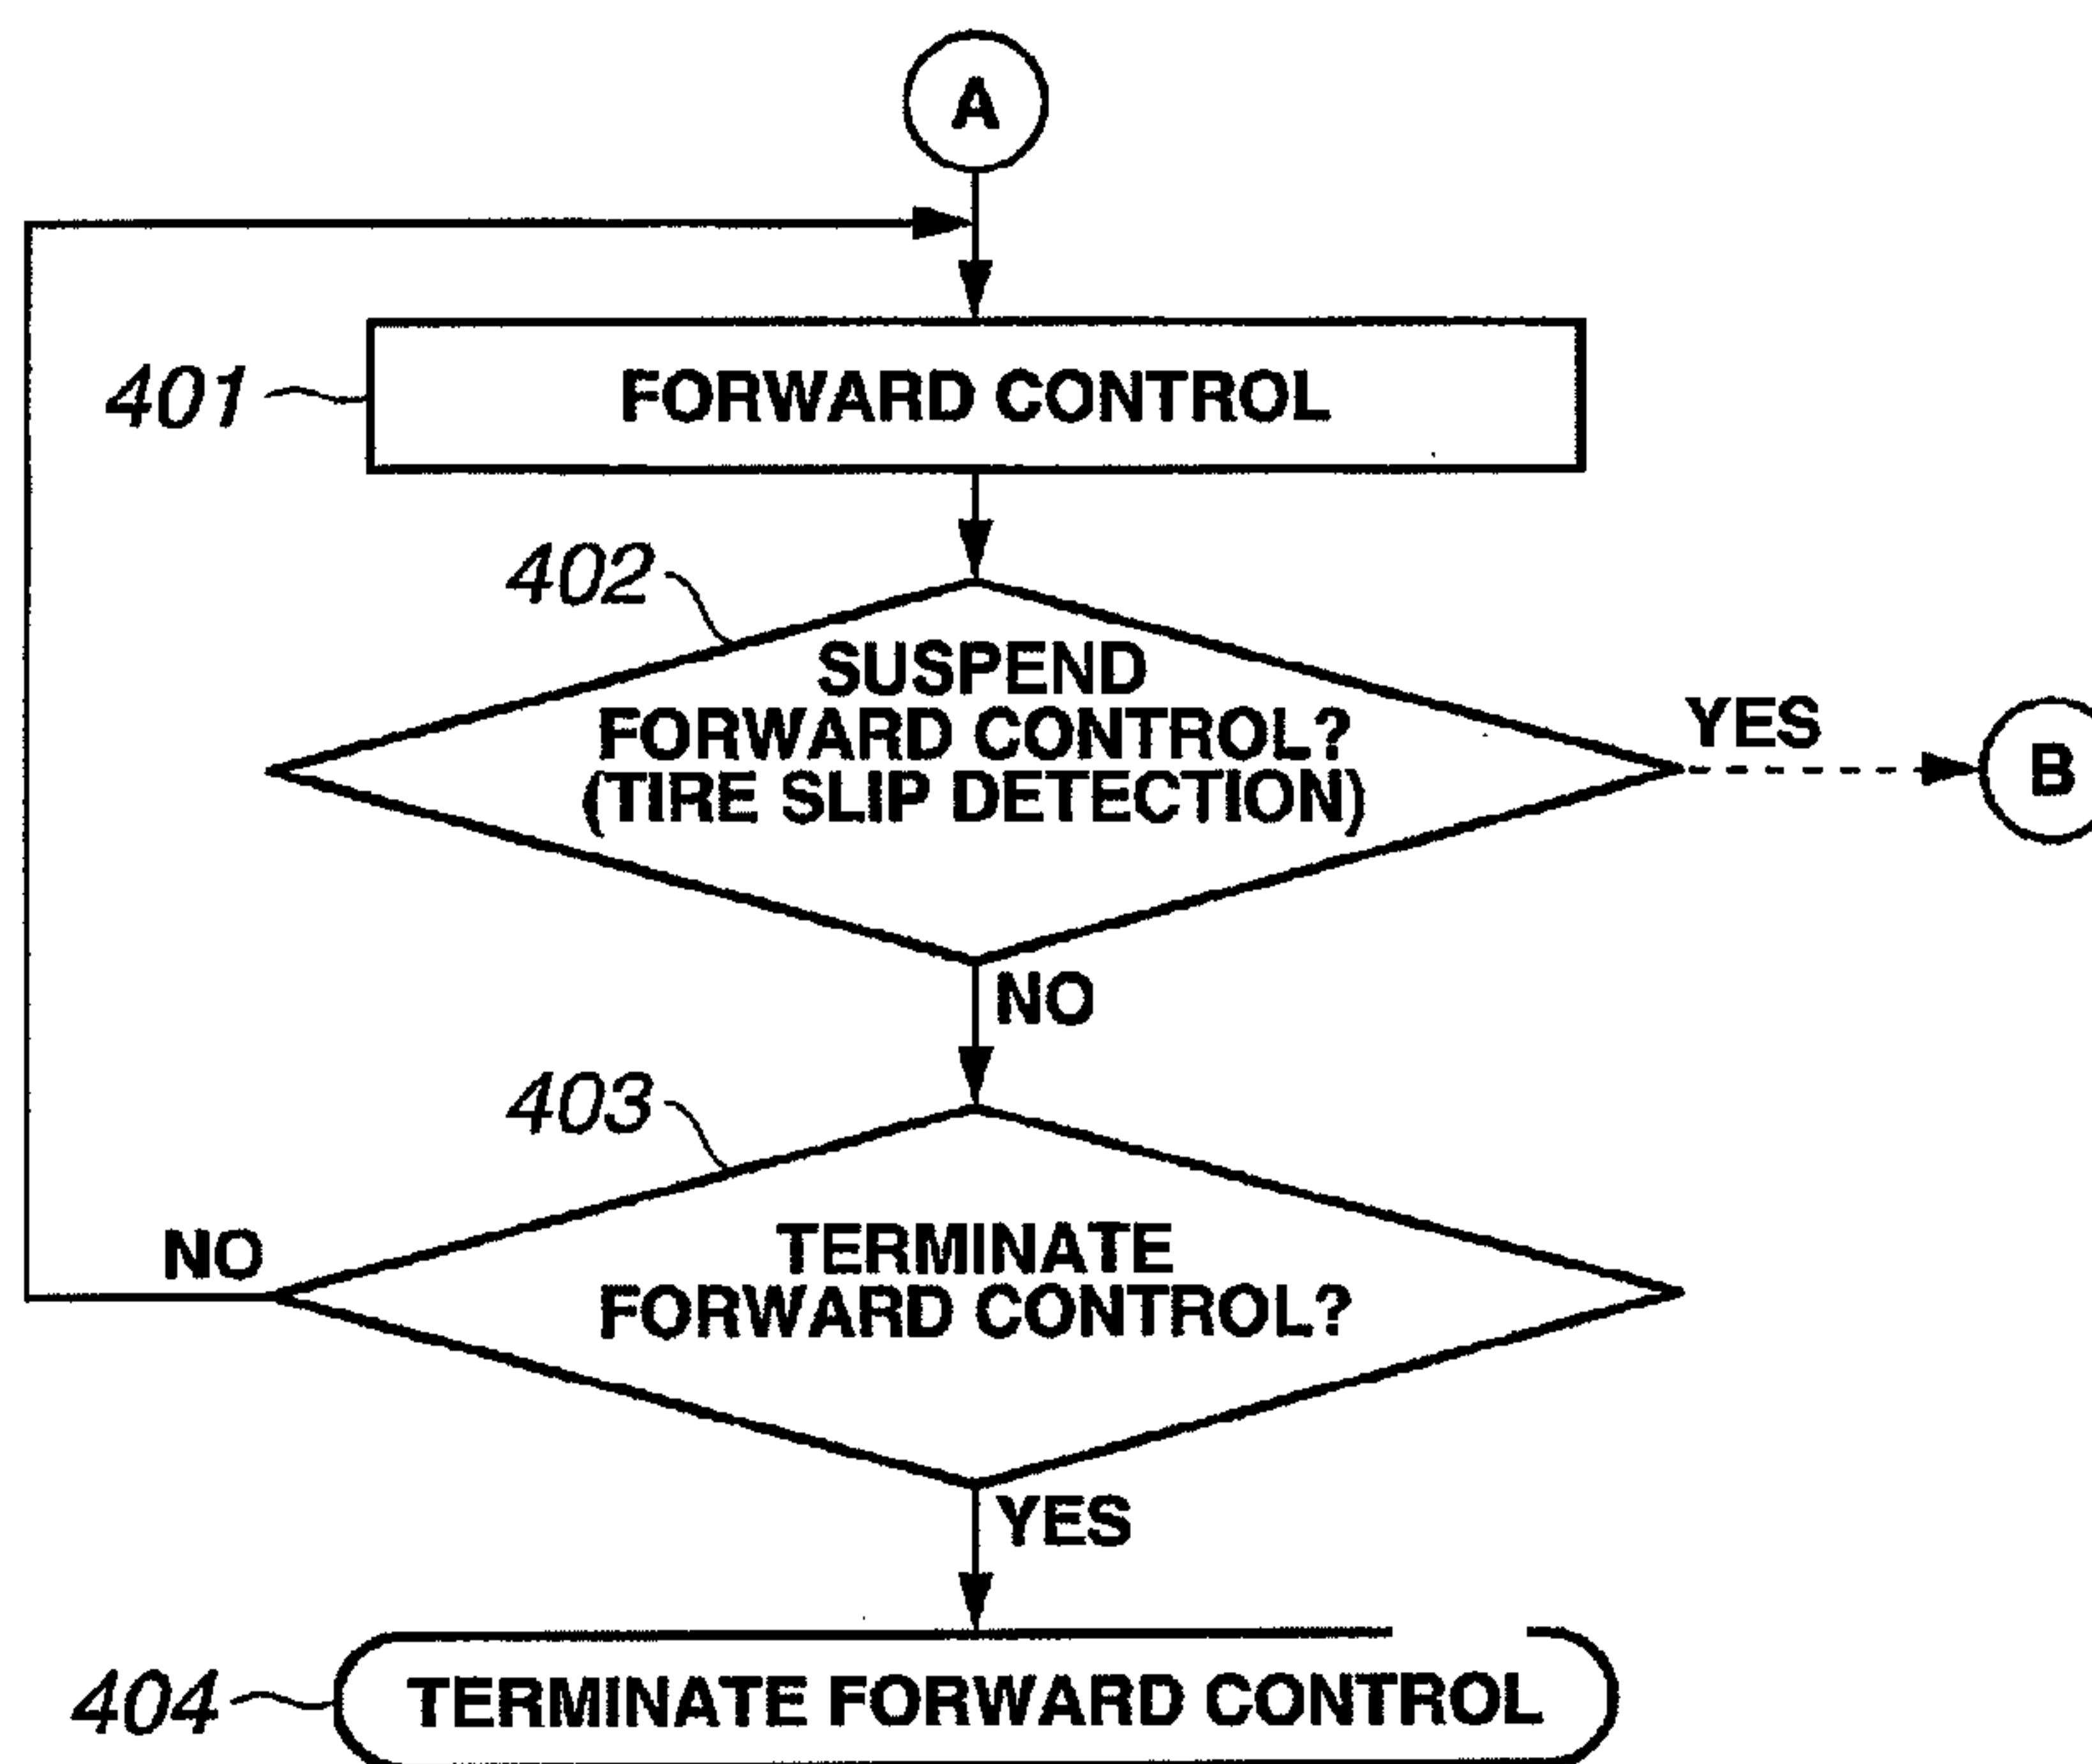 A
401
FORWARD CONTROL
402
SUSPEND
FORWARD CONTROL?
(TIRE SLIP DETECTION)
YES
B
NO
403
TERMINATE
FORWARD CONTROL?
NO
YES
404
TERMINATE FORWARD CONTROL